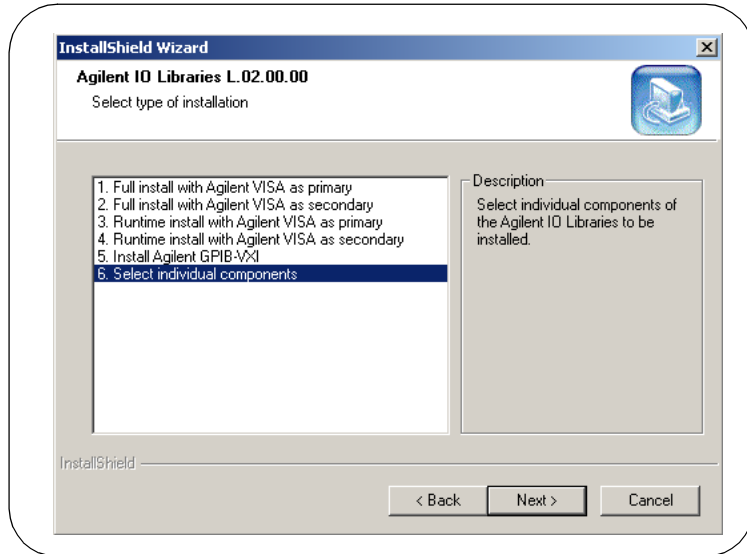 InstallShield Wizard
Agilent IO Libraries L.02.00.00
Select type of installation
1. Full install with Agilent VISA as primary
2. Full install with Agilent VISA as secondary
3. Runtime install with Agilent VISA as primary
4. Runtime install with Agilent VISA as secondary
5. Install Agilent GPIB-VXI
6. Select individual components
Description
Select individual components of
the Agilent IO Libraries to be
installed.
InstallShield
< Back
Next >
Cancel